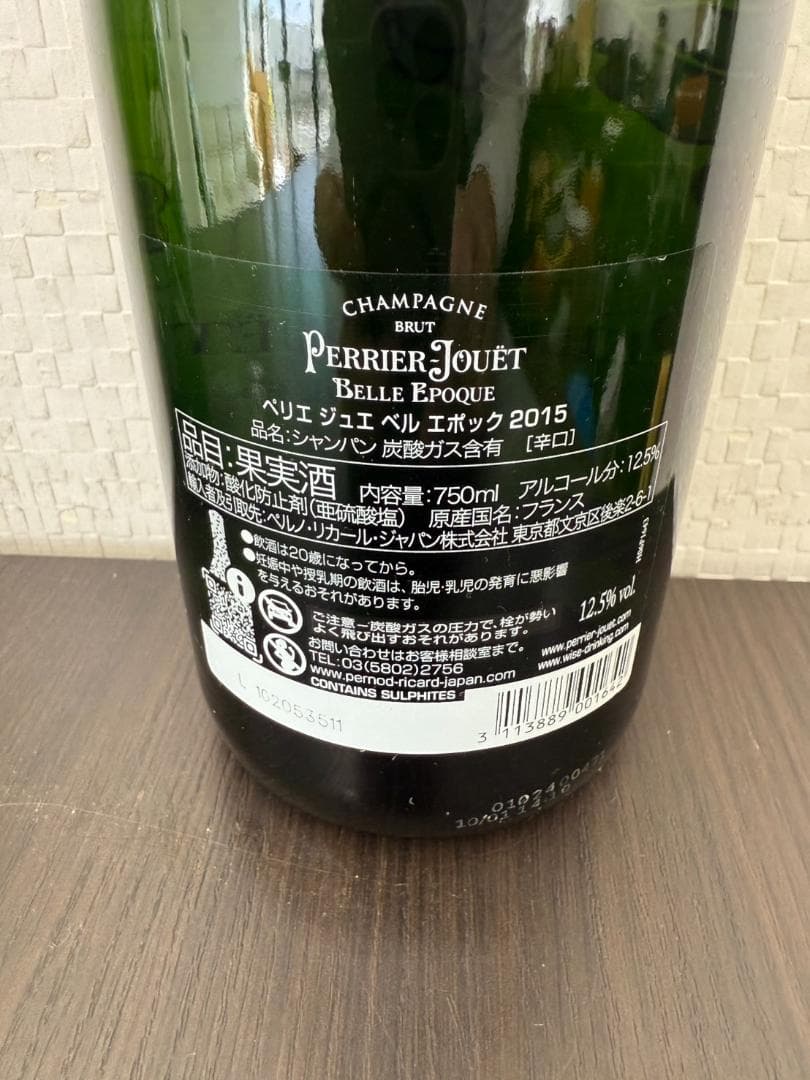 CHAMPAGNE
BRUT
PERRIER-JOUËT
BELLE EPOQUE
ペリエ ジュエ ベル エポック 2015
品名:シャンパン 炭酸ガス含有 [辛口]
品目:果実酒 内容量:750ml アルコール分:12.5%
添加物:酸化防止剤(亜硫酸塩) 原産国名:フランス
輸入者及引取先:ペルノ・リカール・ジャパン株式会社 東京都文京区後楽2-6-1
●飲酒は20歳になってから。
●妊娠中や授乳期の飲酒は、胎児・乳児の発育に悪影響
を与えるおそれがあります。
ご注意-炭酸ガスの圧力で、栓が勢い
よく飛び出すおそれがあります。
お問い合わせはお客様相談室まで。
TEL:03(5802)2756
www.pernod-ricard-japan.com
CONTAINS SULPHITES
12.5% vol.
www.perrier-jouet.com
www.wise-drinking.com
L 102053511
3 113889 00164